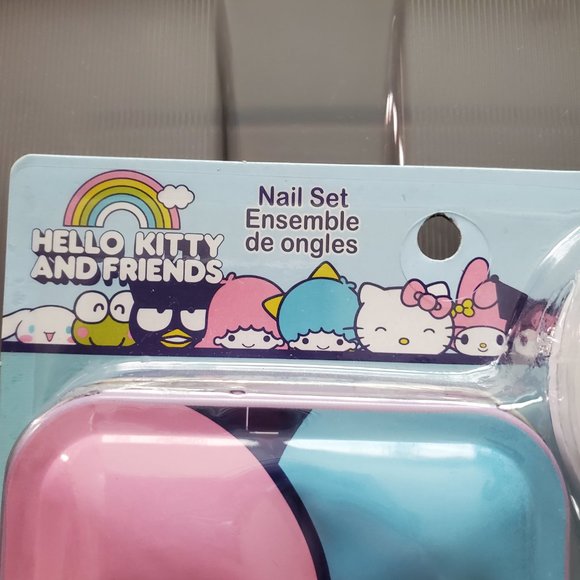 HELLO KITTY
AND FRIENDS
Nail Set
Ensemble
de ongles